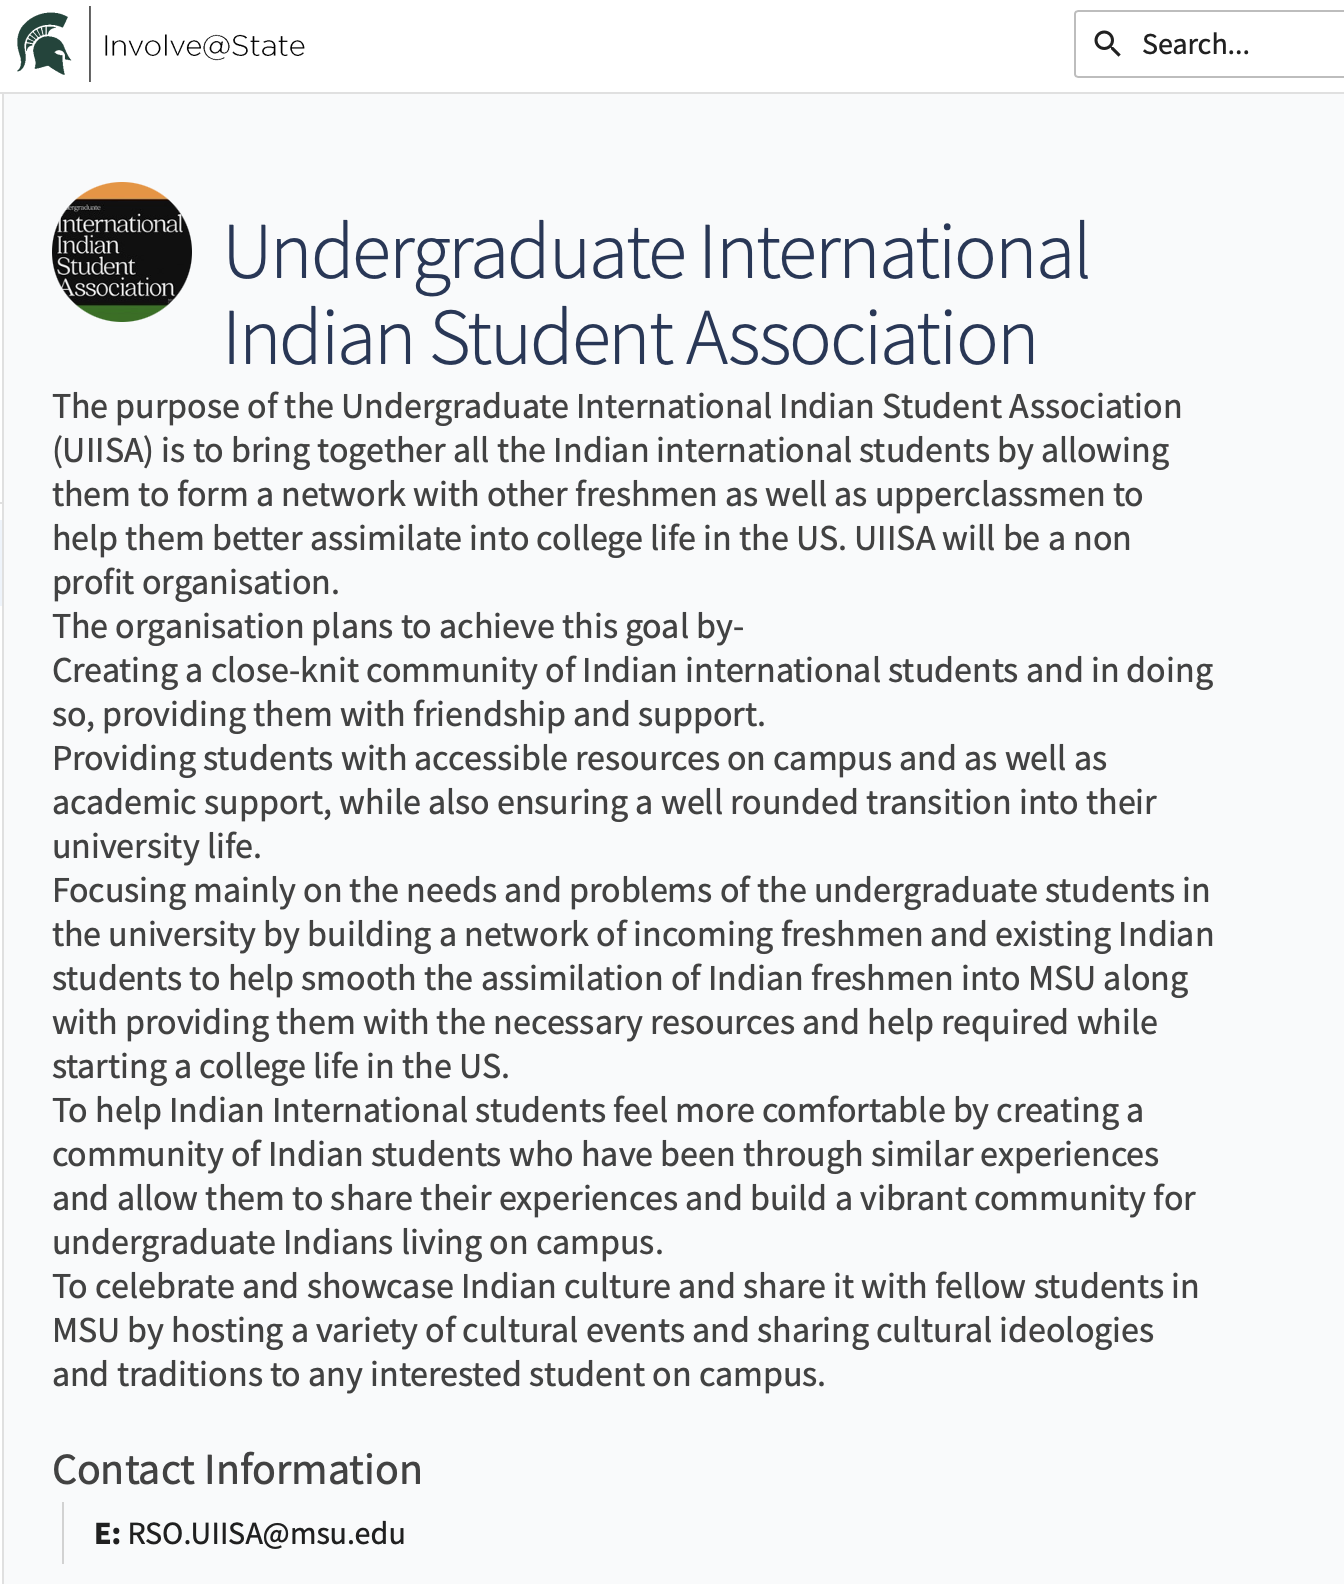 Involve@State
Search...
ergraduate
International
Indian
Student
Association
Undergraduate International
Indian Student Association
The purpose of the Undergraduate International Indian Student Association
(UIISA) is to bring together all the Indian international students by allowing
them to form a network with other freshmen as well as upperclassmen to
help them better assimilate into college life in the US. UIISA will be a non
profit organisation.
The organisation plans to achieve this goal by-
Creating a close-knit community of Indian international students and in doing
so, providing them with friendship and support.
Providing students with accessible resources on campus and as well as
academic support, while also ensuring a well rounded transition into their
university life.
Focusing mainly on the needs and problems of the undergraduate students in
the university by building a network of incoming freshmen and existing Indian
students to help smooth the assimilation of Indian freshmen into MSU along
with providing them with the necessary resources and help required while
starting a college life in the US.
To help Indian International students feel more comfortable by creating a
community of Indian students who have been through similar experiences
and allow them to share their experiences and build a vibrant community for
undergraduate Indians living on campus.
To celebrate and showcase Indian culture and share it with fellow students in
MSU by hosting a variety of cultural events and sharing cultural ideologies
and traditions to any interested student on campus.
Contact Information
E: RSO.UIISA@msu.edu